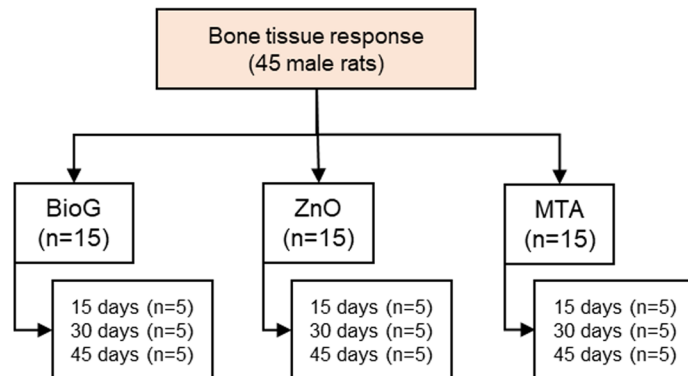 Bone tissue response
(45 male rats)
BioG
(n=15)
ZnO
(n=15)
MTA
(n=15)
15 days (n=5)
30 days (n=5)
45 days (n=5)
15 days (n=5)
30 days (n=5)
45 days (n=5)
15 days (n=5)
30 days (n=5)
45 days (n=5)